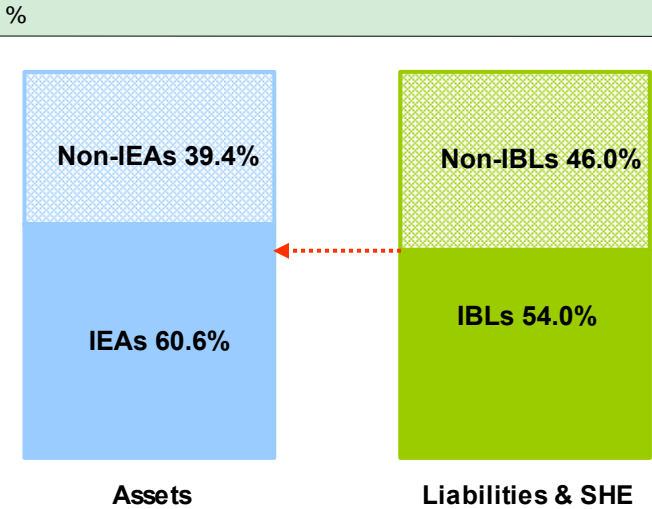 %
Non-IEAs 39.4%
Non-IBLs 46.0%
IEAs 60.6%
IBLs 54.0%
Assets
Liabilities & SHE